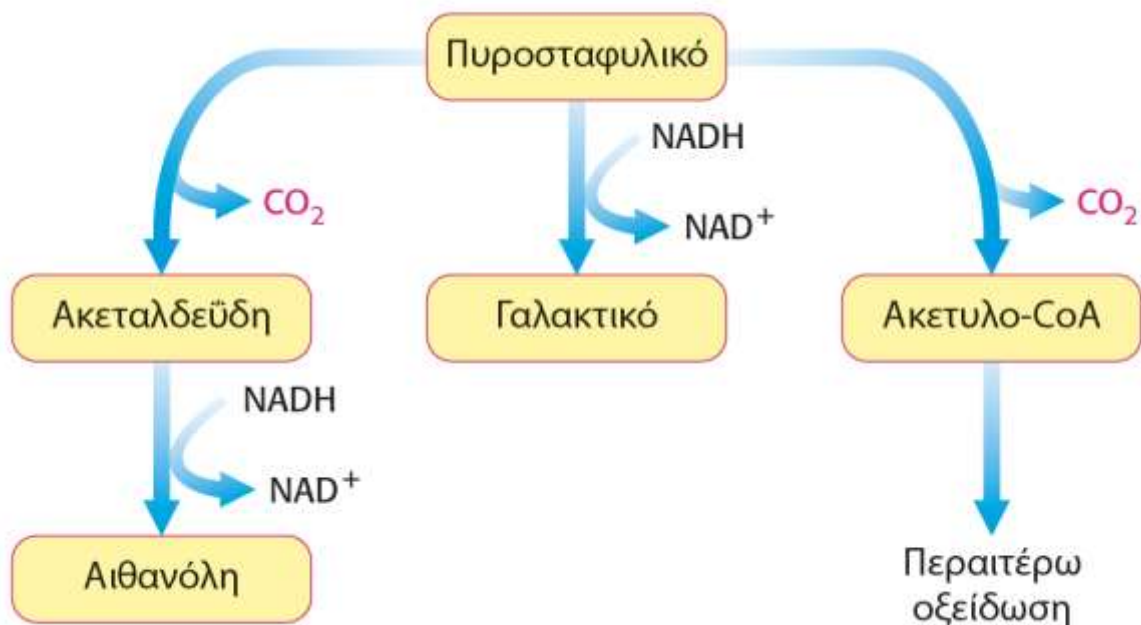 Πυροσταφυλικό
NADH
CO₂
NAD⁺
CO₂
Ακεταλδεΰδη
Γαλακτικό
Ακετυλο-CoA
NADH
NAD⁺
Αιθανόλη
Περαιτέρω
οξείδωση